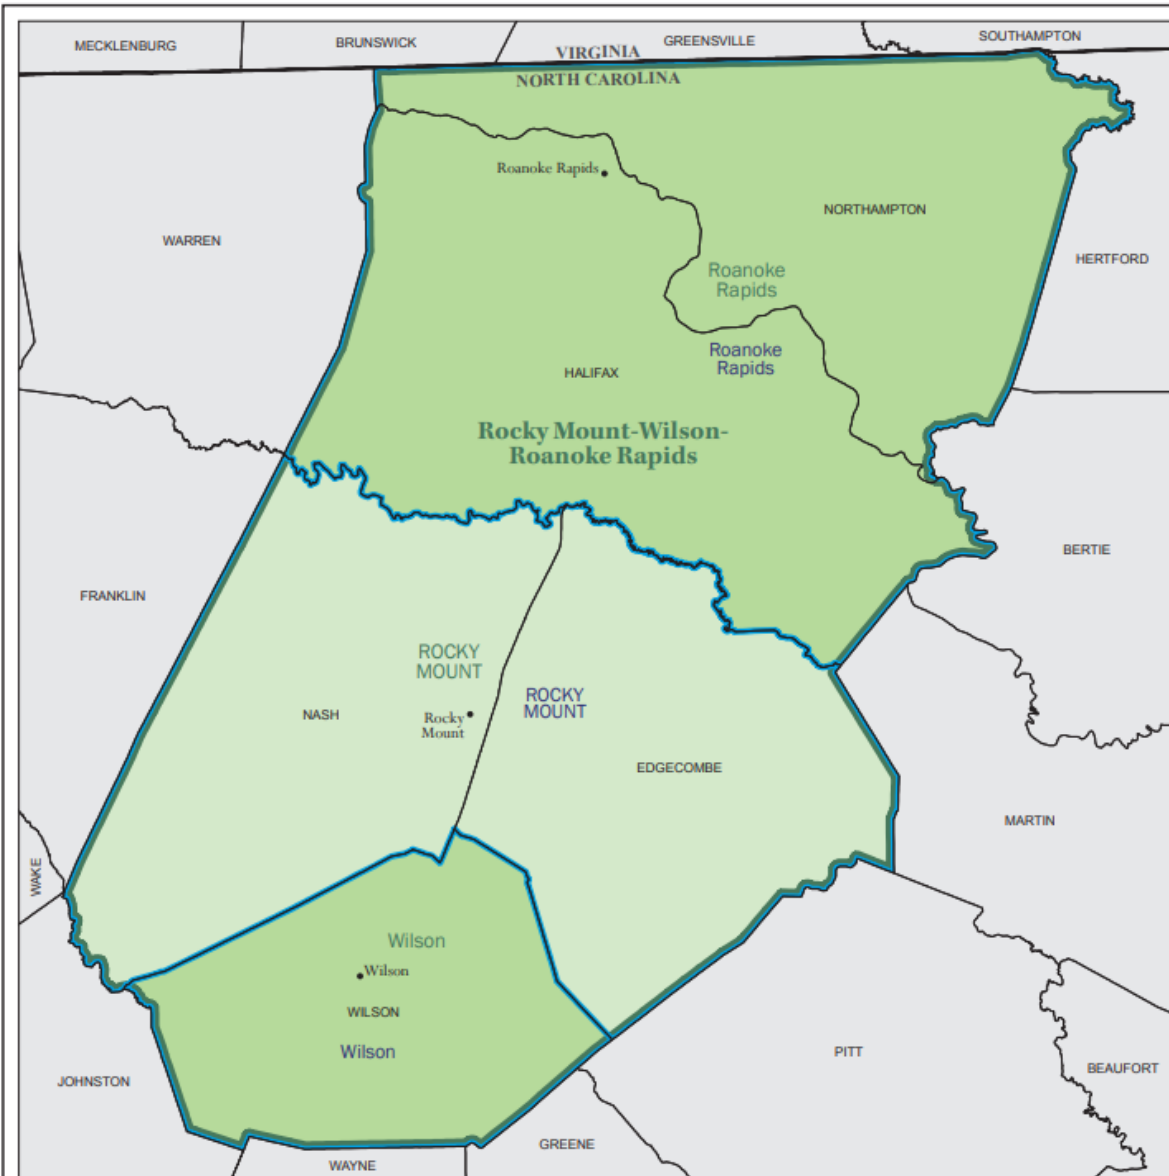 MECKLENBURG
BRUNSWICK
VIRGINIA
GREENSVILLE
SOUTHAMPTON
NORTH CAROLINA
Roanoke Rapids
NORTHAMPTON
WARREN
HERTFORD
Roanoke
Rapids
Roanoke
Rapids
HALIFAX
Rocky Mount-Wilson-
Roanoke Rapids
BERTIE
FRANKLIN
ROCKY
MOUNT
ROCKY
MOUNT
NASH
Rocky
Mount
EDGECOMBE
MARTIN
WAKE
Wilson
Wilson
WILSON
Wilson
PITT
BEAUFORT
JOHNSTON
GREENE
WAYNE